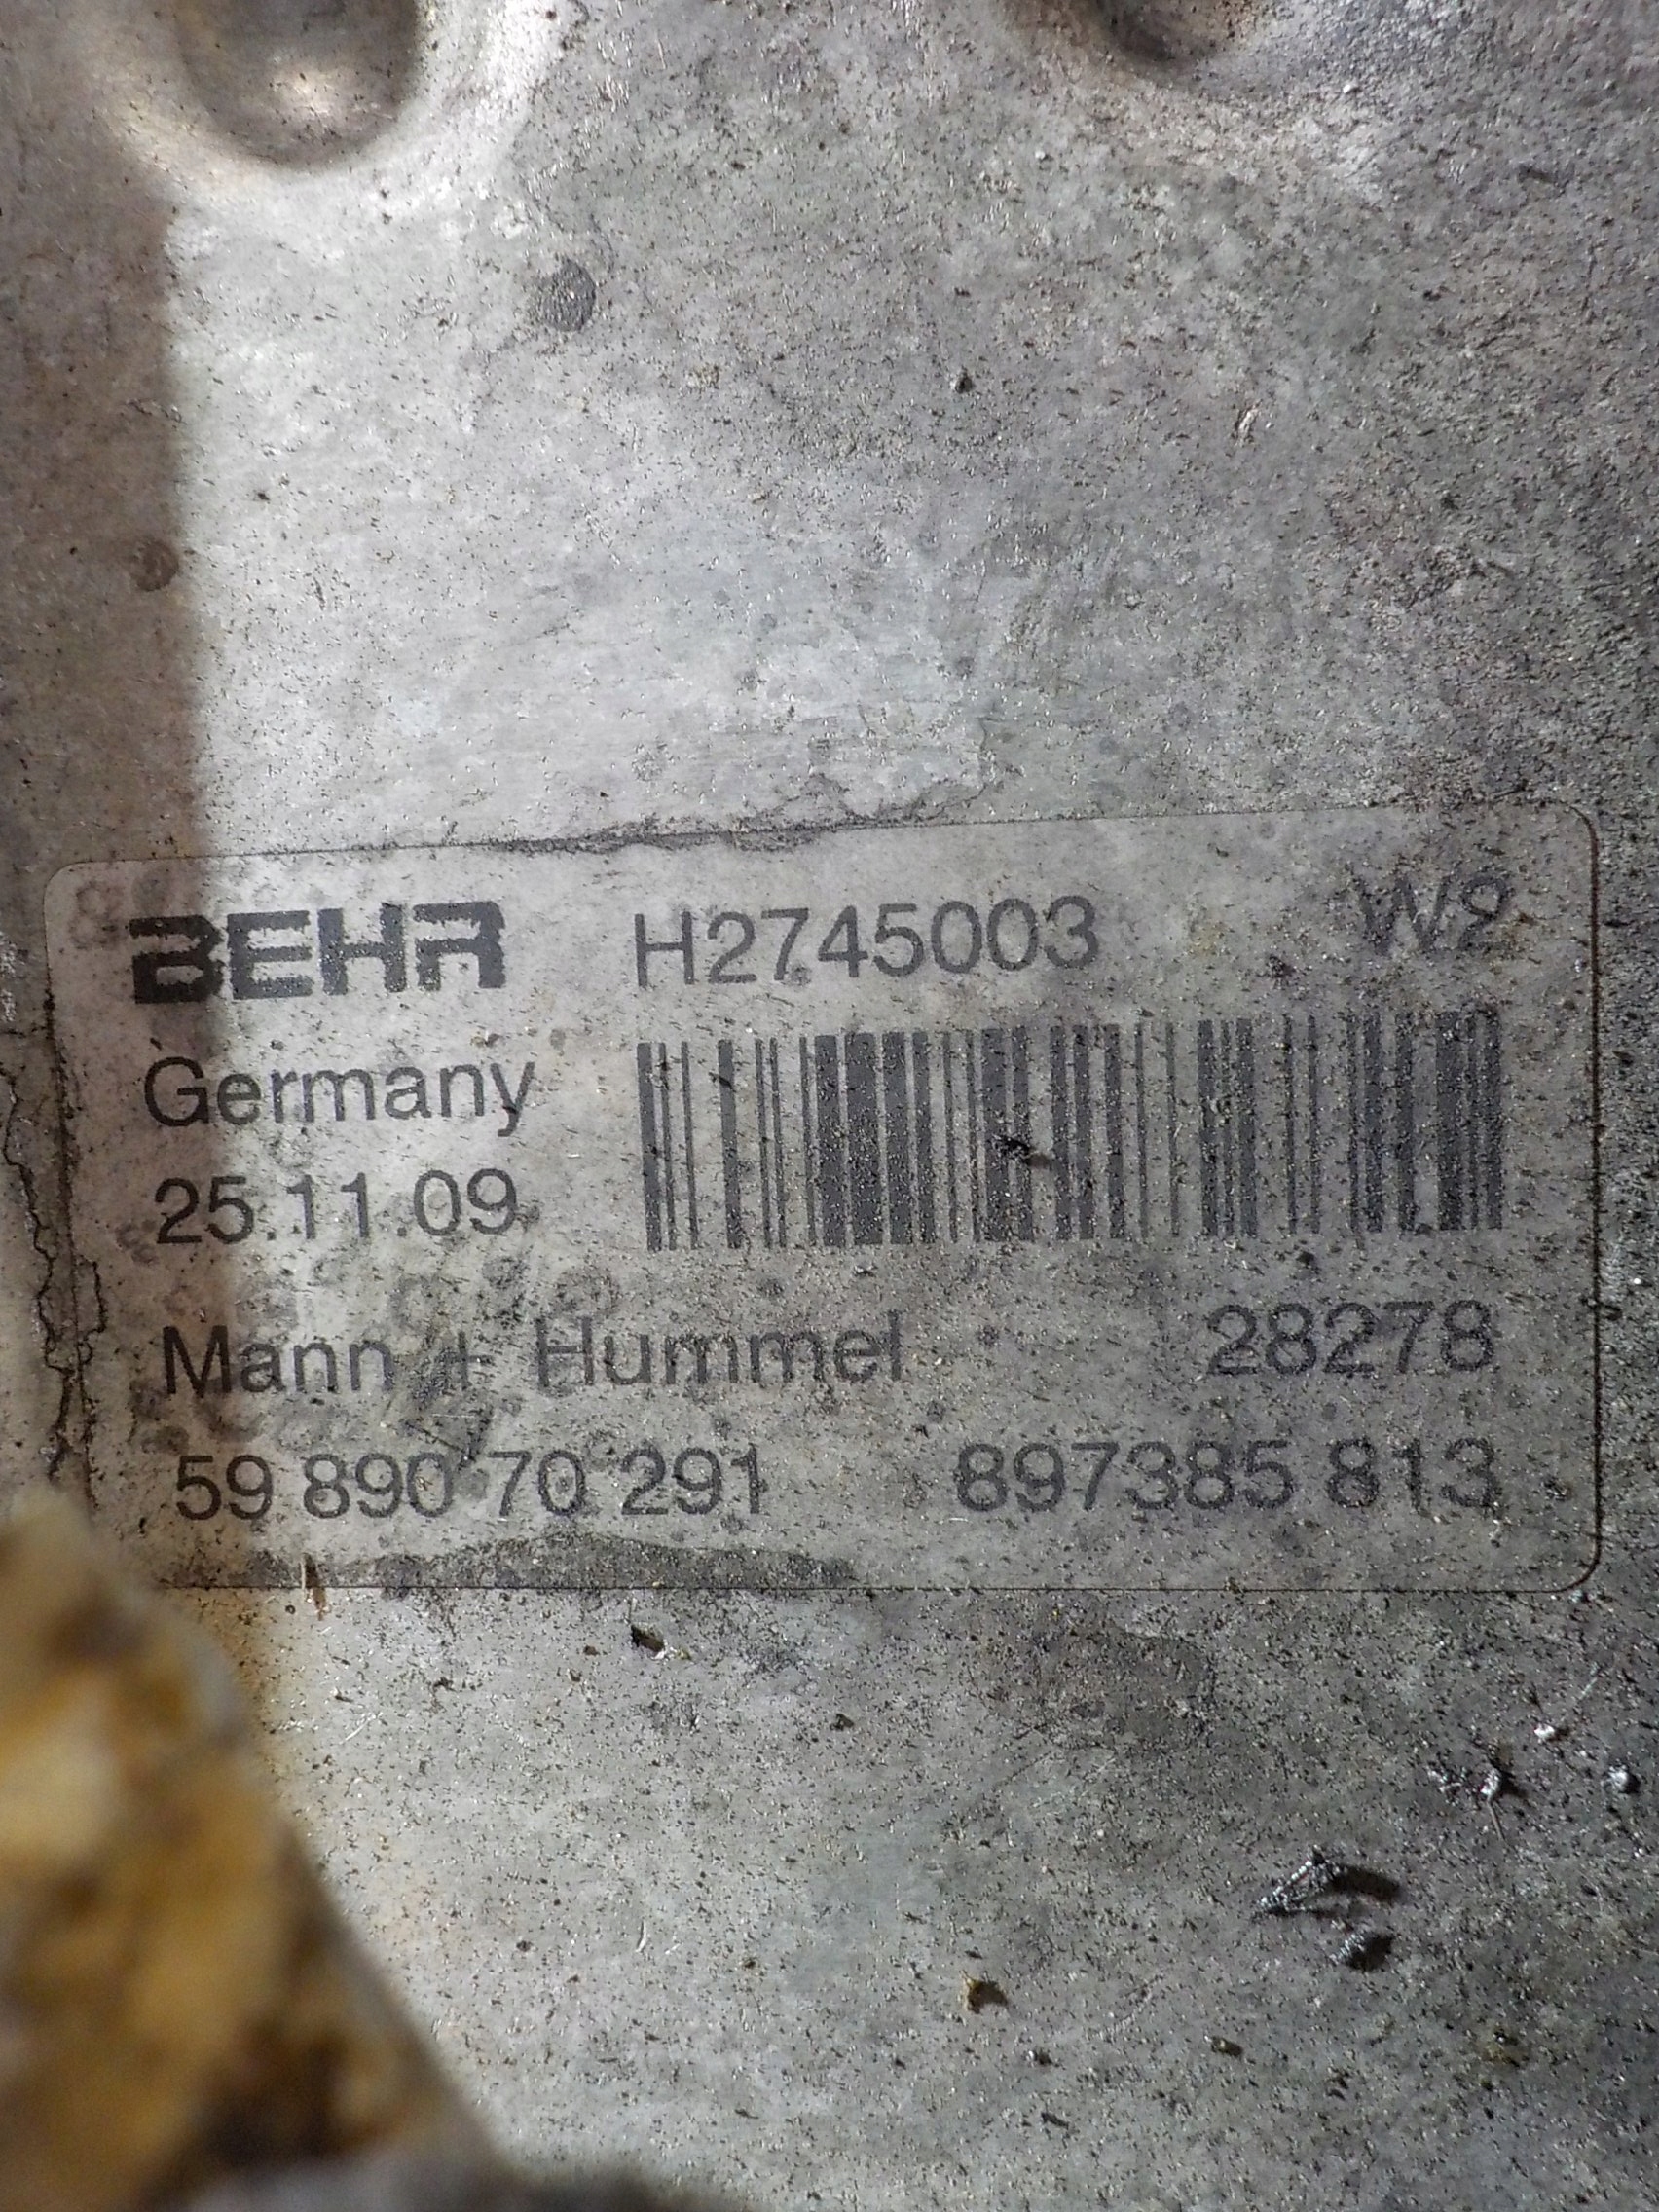 BEHR H2745003 W2
Germany
25.11.09
Mann + Hummel 28278
59 890 70 291 897385 813